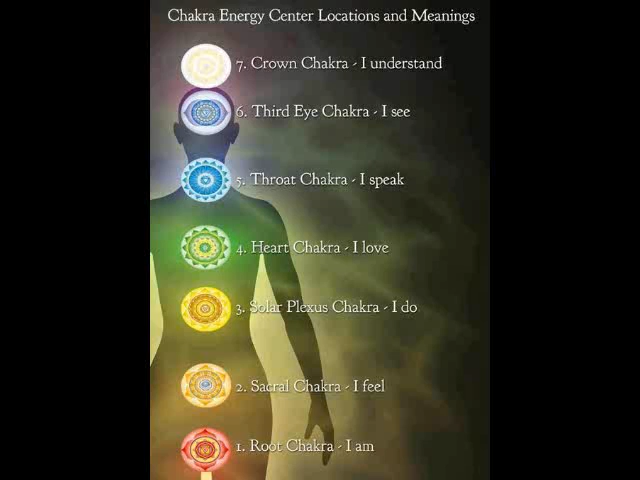 Chakra Energy Center Locations and Meanings
7. Crown Chakra - I understand
6. Third Eye Chakra - I see
5. Throat Chakra - I speak
4. Heart Chakra - I love
3. Solar Plexus Chakra - I do
2. Sacral Chakra - I feel
1. Root Chakra - I am